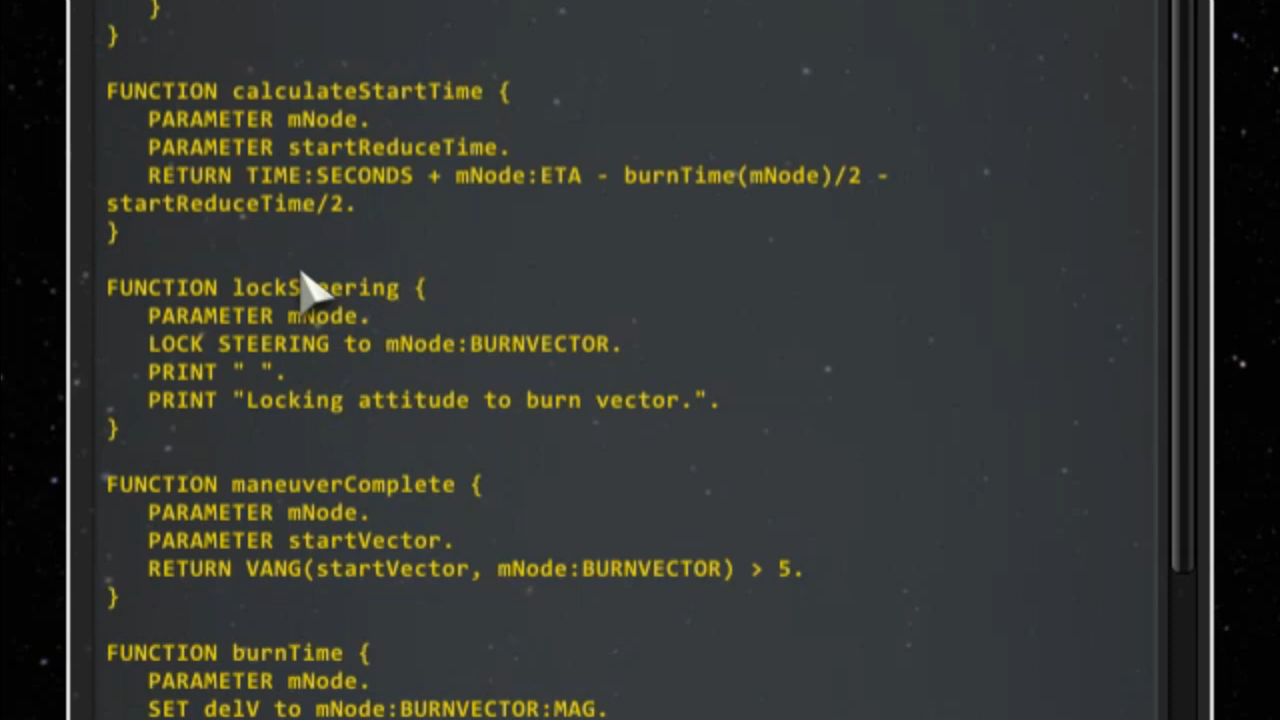 }
}
FUNCTION calculateStartTime {
PARAMETER mNode.
PARAMETER startReduceTime.
RETURN TIME:SECONDS + mNode:ETA - burnTime(mNode)/2 -
startReduceTime/2.
}
FUNCTION lockSteering {
PARAMETER mNode.
LOCK STEERING to mNode:BURNVECTOR.
PRINT " ".
PRINT "Locking attitude to burn vector.".
}
FUNCTION maneuverComplete {
PARAMETER mNode.
PARAMETER startVector.
RETURN VANG(startVector, mNode:BURNVECTOR) > 5.
}
FUNCTION burnTime {
PARAMETER mNode.
SET delV to mNode:BURNVECTOR:MAG.